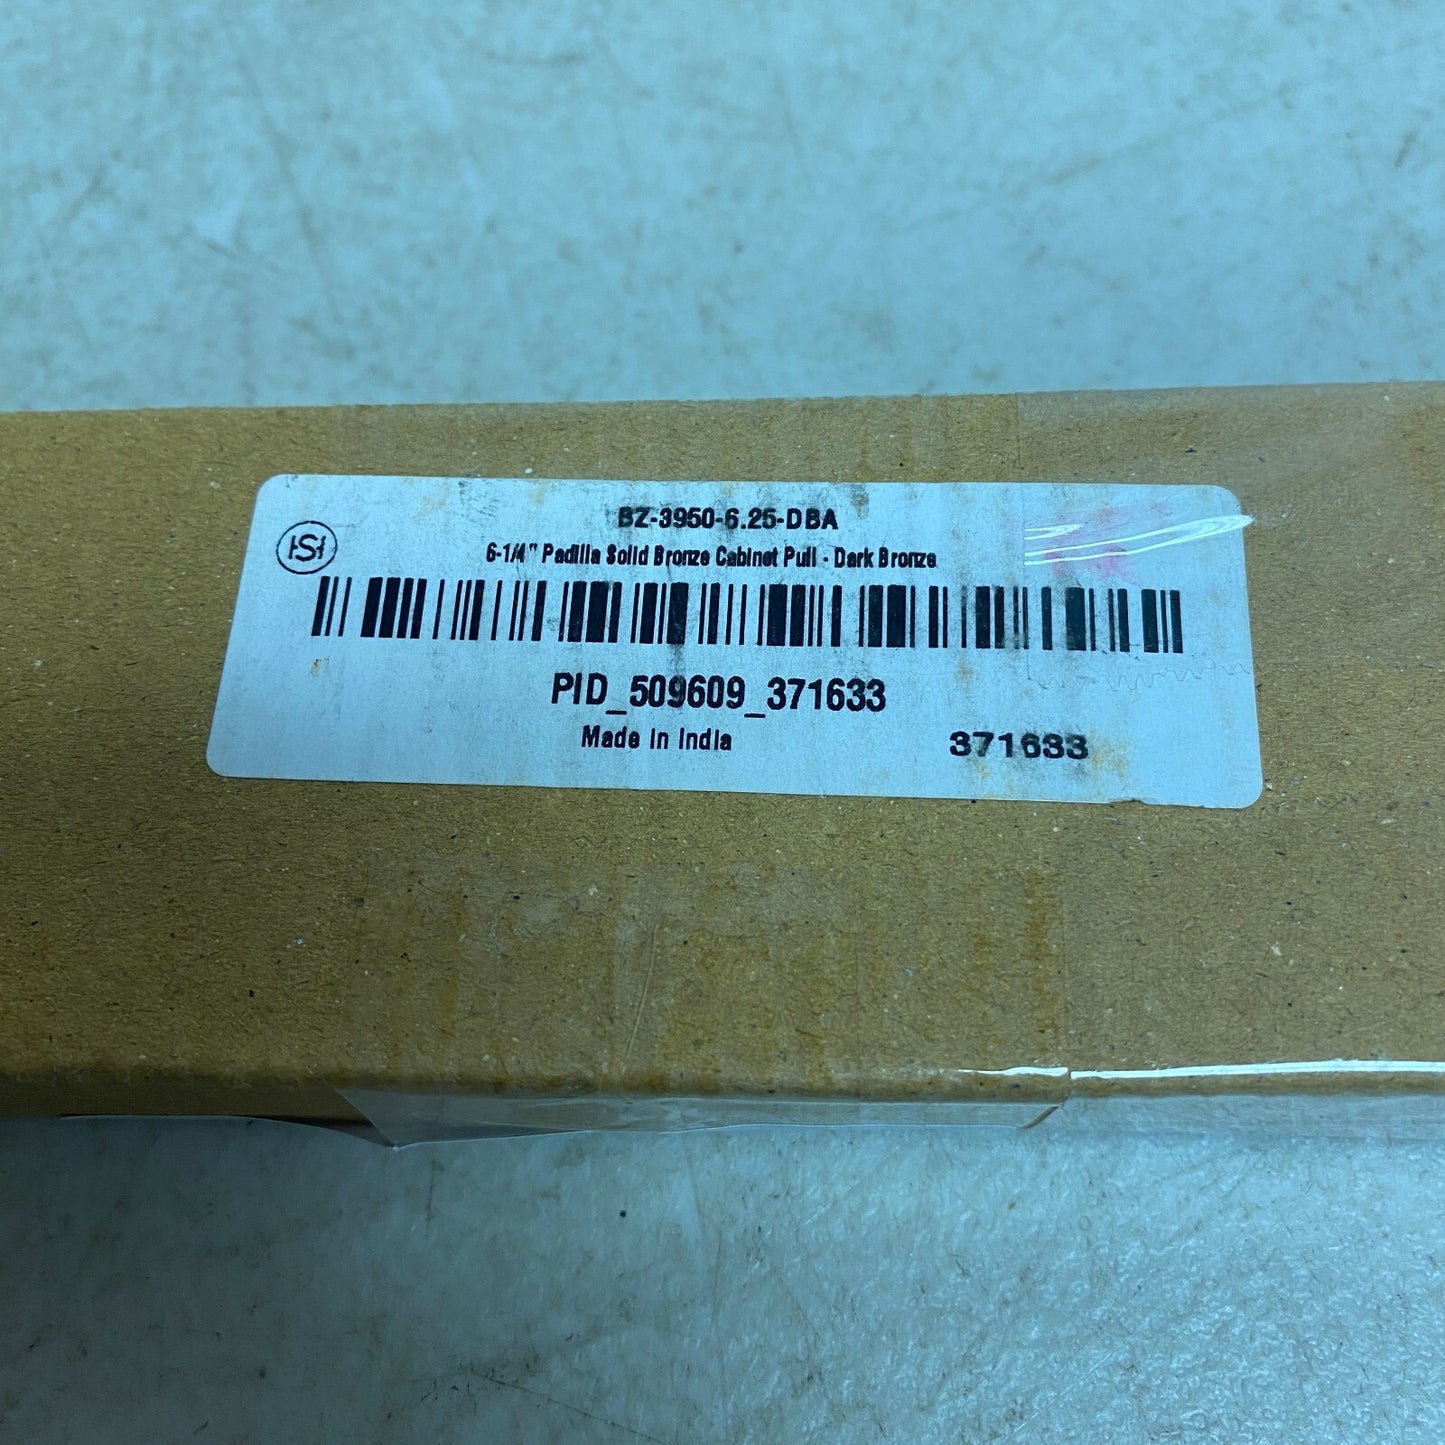 BZ-3950-6.25-DBA
HSH
6-1/4" Padilla Solid Bronze Cabinet Pull - Dark Bronze
PID_509609_371633
Made in India
371633